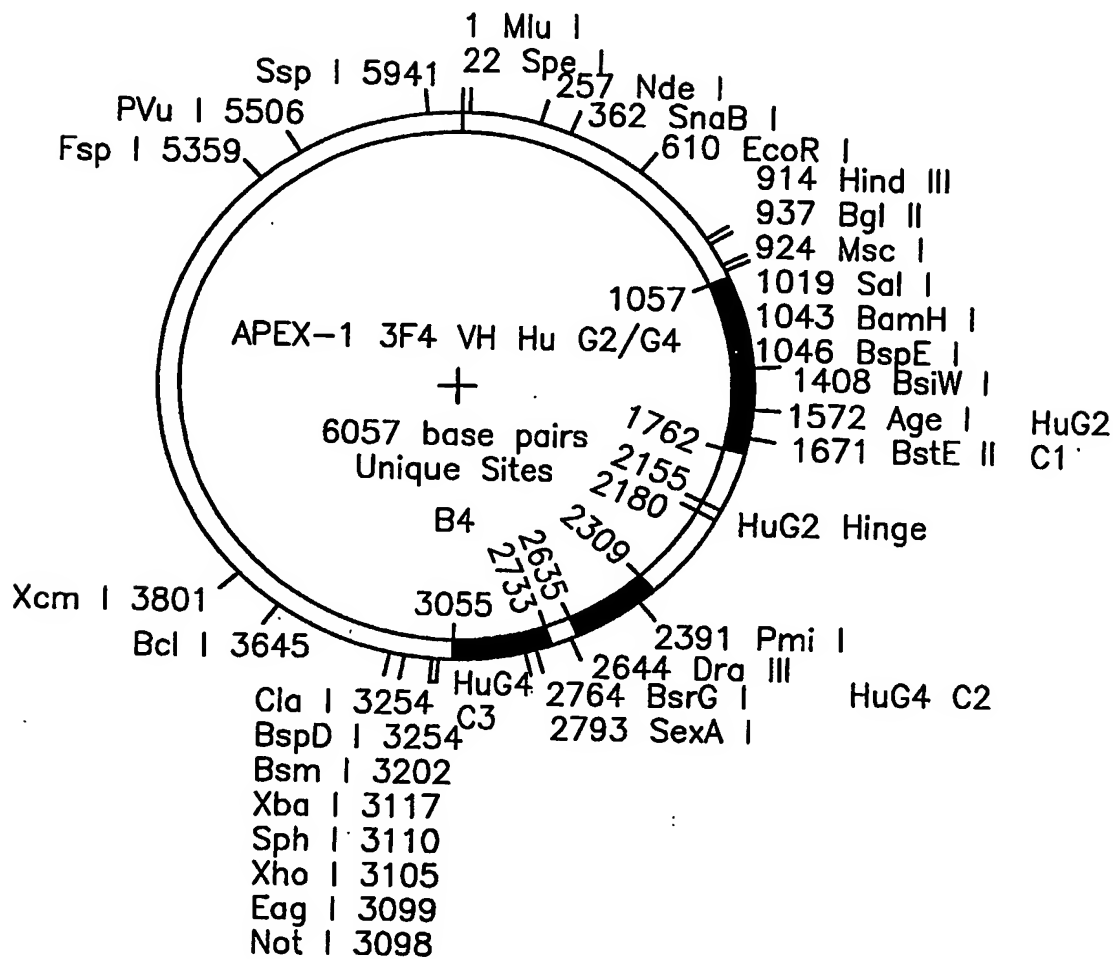 1 Mlu I
22 Spe I
Ssp I 5941
257 Nde I
PVu I 5506
362 SnaB I
Fsp I 5359
610 EcoR I
914 Hind III
937 Bgl II
924 Msc I
1019 Sal I
1057
1043 BamH I
APEX-1 3F4 VH Hu G2/G4
1046 BspE I
1408 BsiW I
1572 Age I HuG2
1671 BstE II C1
1762
6057 base pairs
Unique Sites
2155
2180
B4
HuG2 Hinge
2309
2635
2733
Xcm I 3801
3055
Bcl I 3645
2391 Pmi I
2644 Dra III
Cla I 3254
HuG4
C3
2764 BsrG I HuG4 C2
BspD I 3254
2793 SexA I
Bsm I 3202
Xba I 3117
Sph I 3110
Xho I 3105
Eag I 3099
Not I 3098